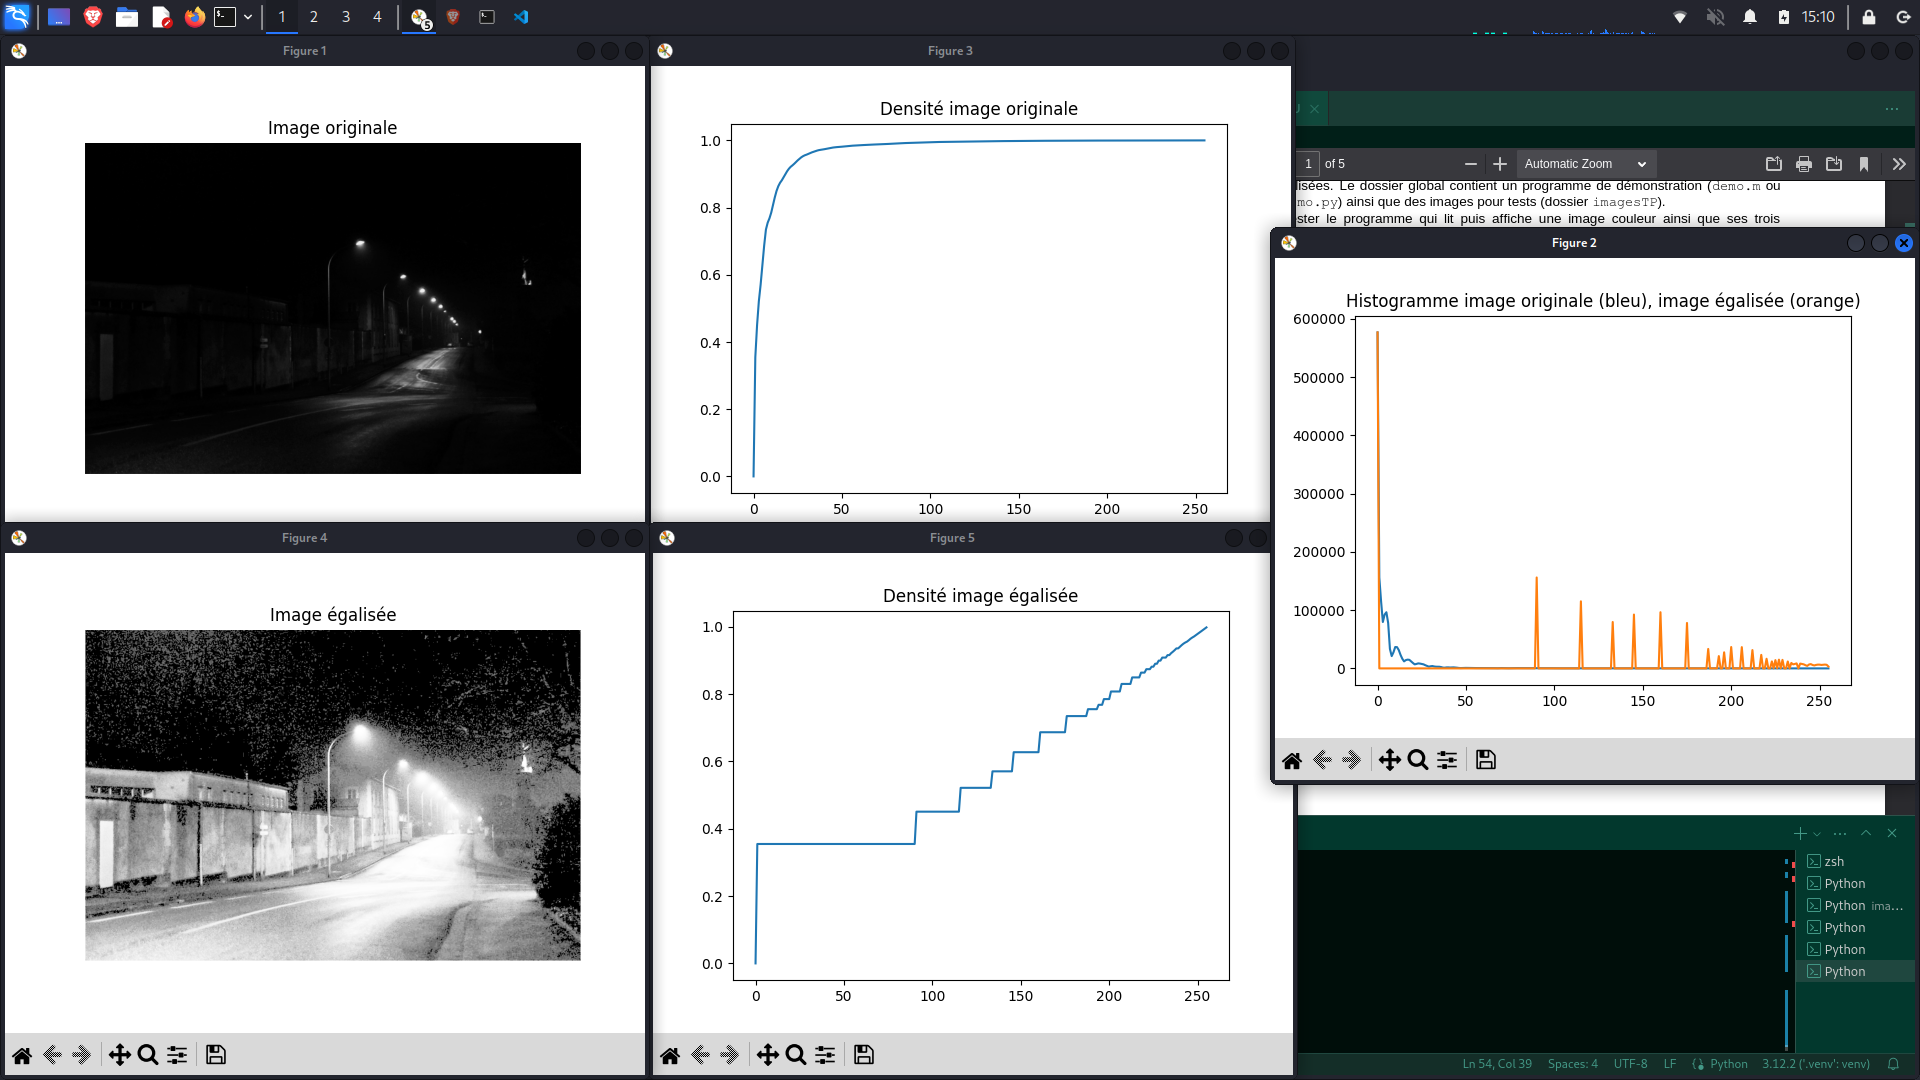 1
2
3
4
5
15:10
Figure 1
Image originale
Figure 3
Densité image originale
1.0
0.8
0.6
0.4
0.2
0.0
0
50
100
150
200
250
1
of 5
Automatic Zoom
lisées. Le dossier global contient un programme de démonstration (demo.m ou
mo.py) ainsi que des images pour tests (dossier imagesTP).
ster le programme qui lit puis affiche une image couleur ainsi que ses trois
Figure 2
Histogramme image originale (bleu), image égalisée (orange)
600000
500000
400000
300000
200000
100000
0
0
50
100
150
200
250
Figure 4
Image égalisée
Figure 5
Densité image égalisée
1.0
0.8
0.6
0.4
0.2
0.0
0
50
100
150
200
250
zsh
Python
Python ima...
Python
Python
Python
Ln 54, Col 39
Spaces: 4
UTF-8
LF
Python
3.12.2 ('.venv': venv)